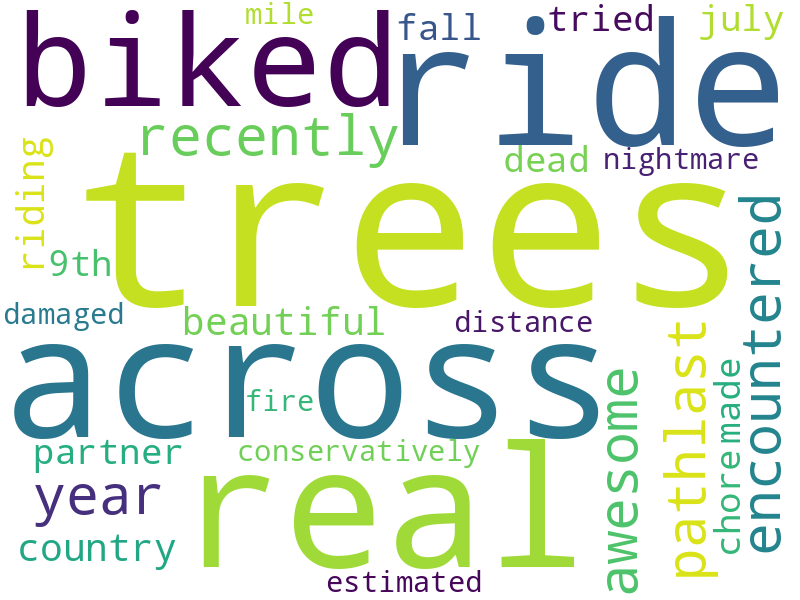 mile
biked
ride
fall
tried
july
recently
dead
nightmare
riding
trees
9th
encountered
damaged
beautiful
distance
across
pathlast
made
awesome
fire
chore
partner
conservatively
real
year
country
estimated